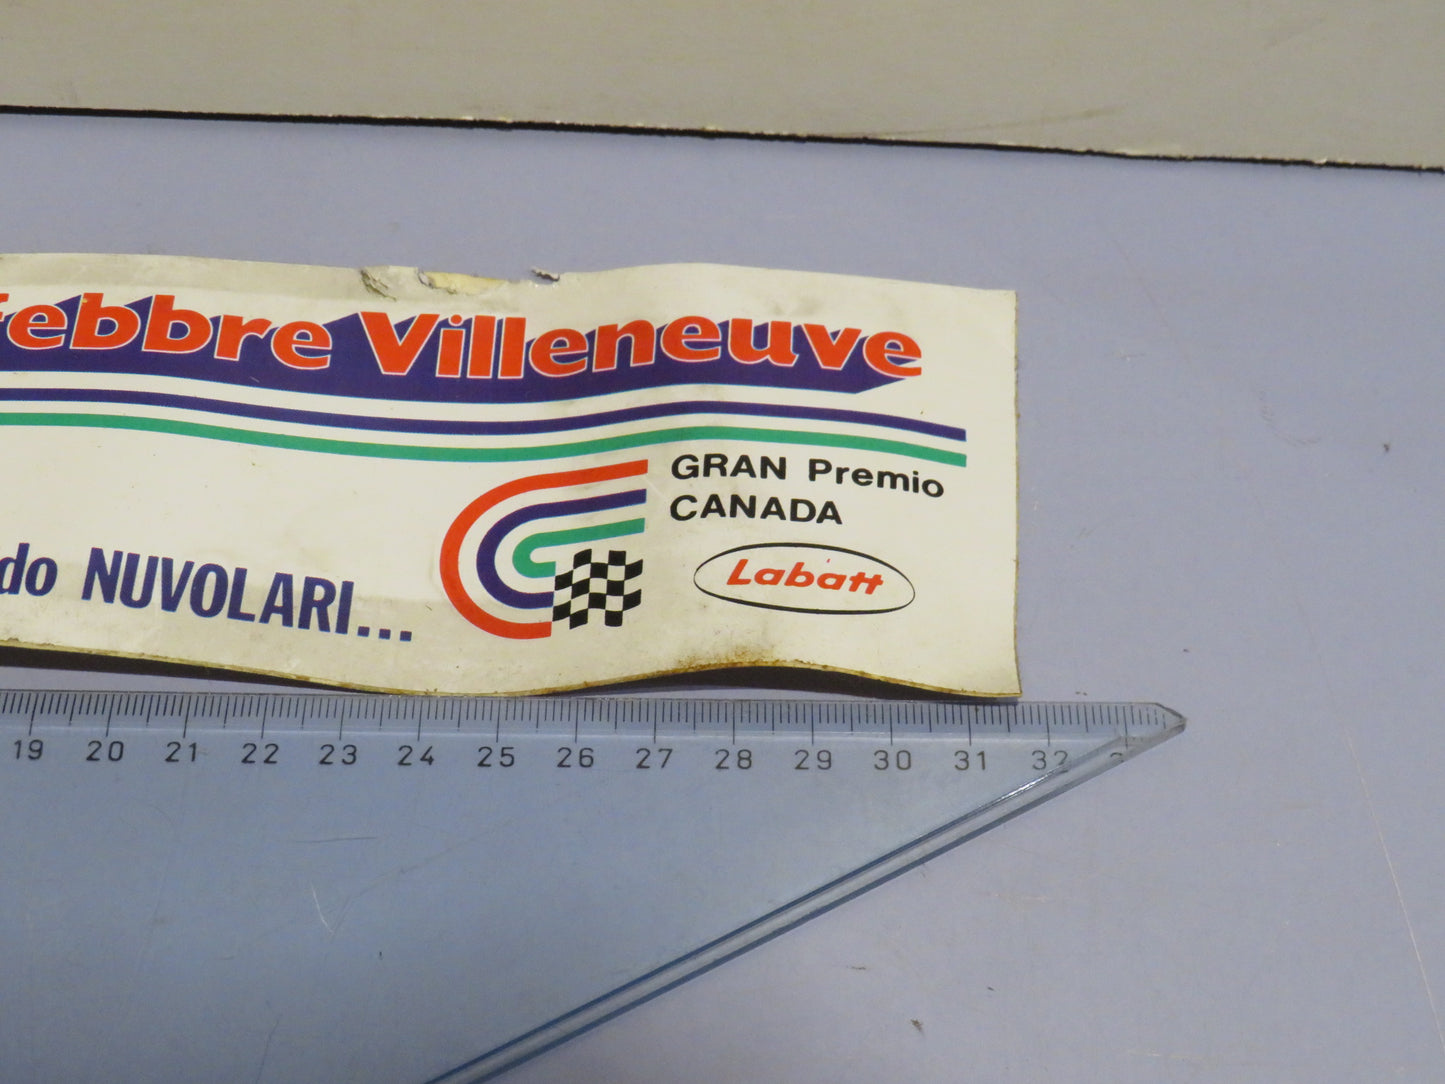 febbre Villeneuve
GRAN Premio
CANADA
Labatt
do NUVOLARI...
19 20 21 22 23 24 25 26 27 28 29 30 31 32